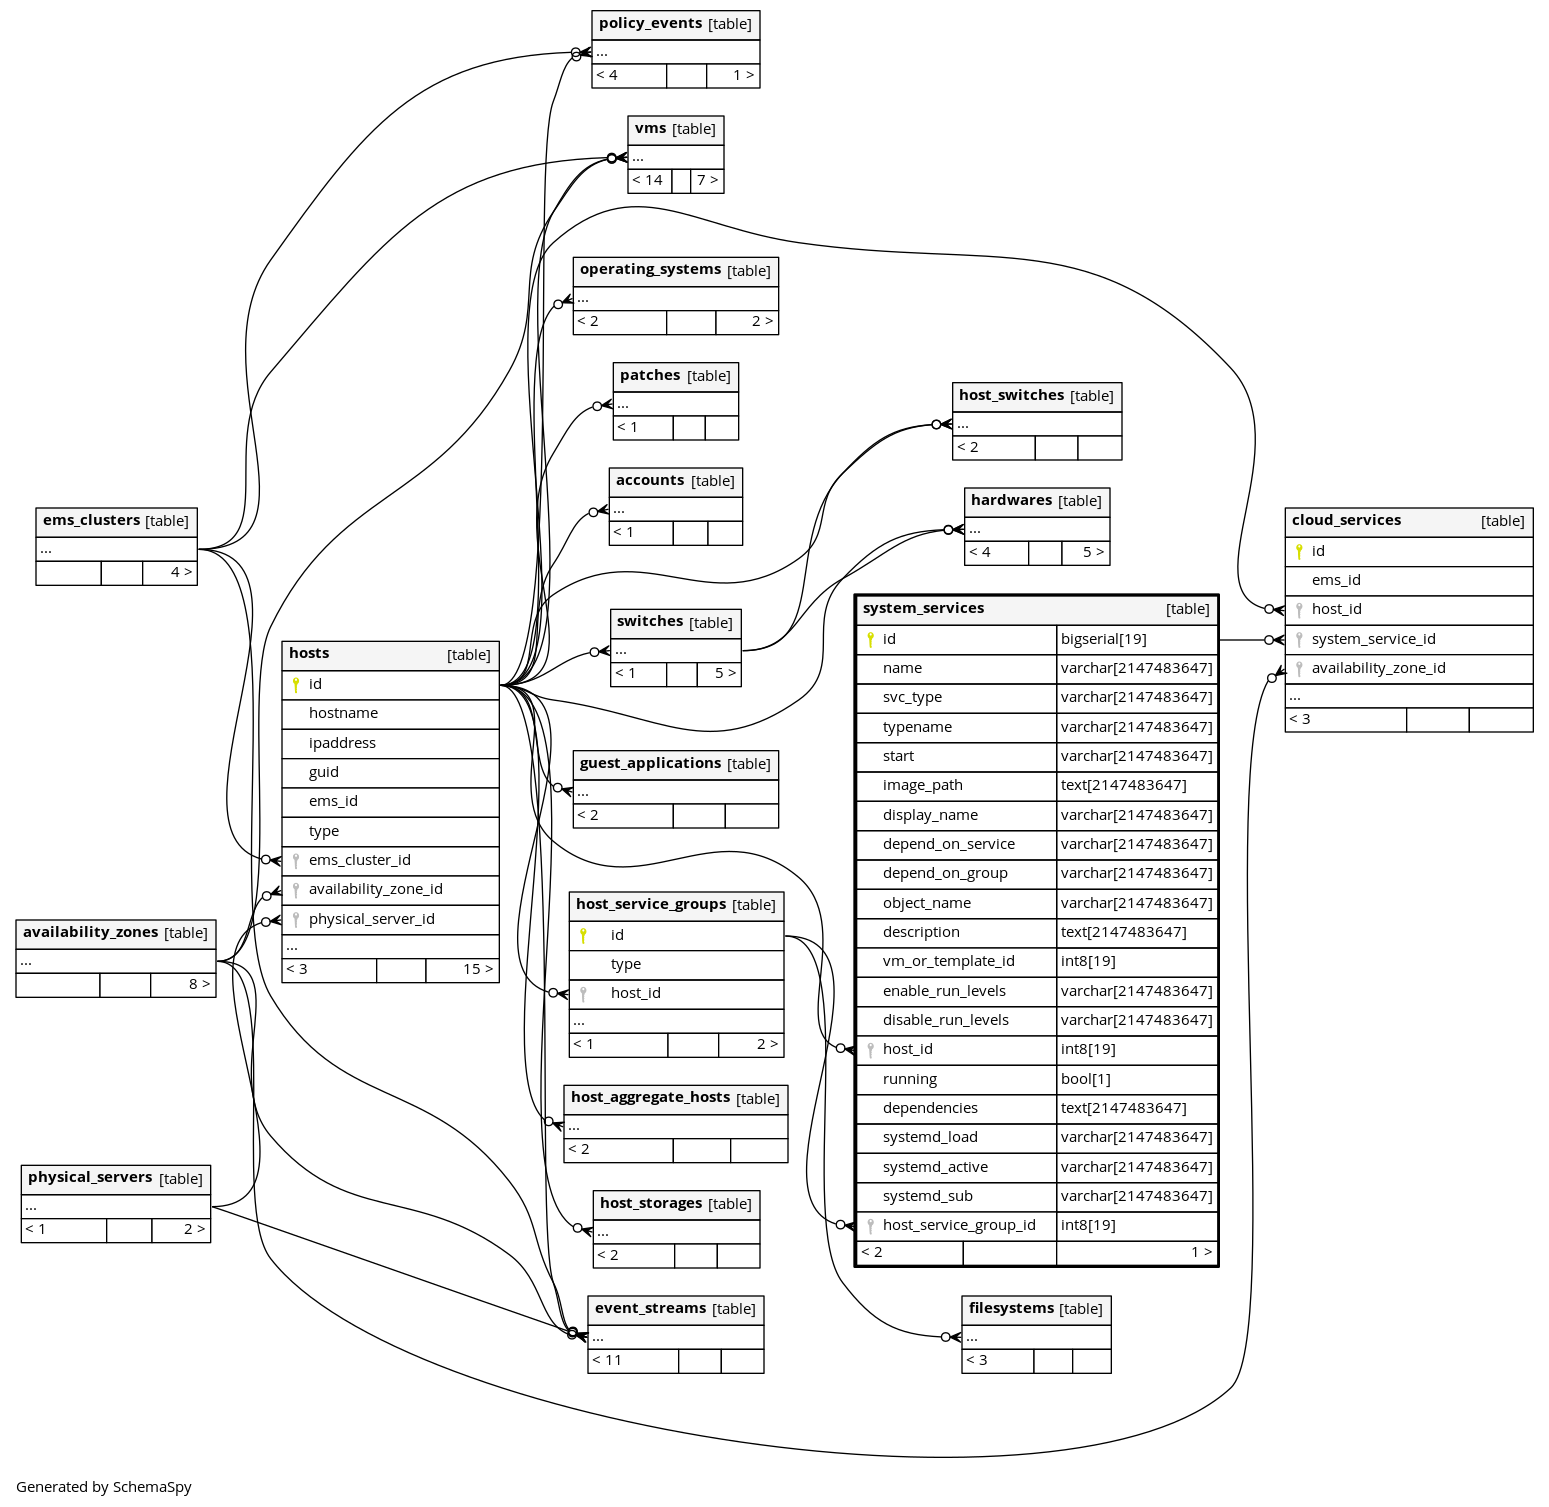 policy_events [table]
...
< 4 1 >
vms [table]
...
< 14 7 >
operating_systems [table]
...
< 2 2 >
patches [table]
...
< 1
accounts [table]
...
< 1
switches [table]
...
< 1 5 >
guest_applications [table]
...
< 2
host_service_groups [table]
id
type
host_id
...
< 1 2 >
host_aggregate_hosts [table]
...
< 2
host_storages [table]
...
< 2
event_streams [table]
...
< 11
ems_clusters [table]
...
4 >
availability_zones [table]
...
8 >
physical_servers [table]
...
< 1 2 >
hosts [table]
id
hostname
ipaddress
guid
ems_id
type
ems_cluster_id
availability_zone_id
physical_server_id
...
< 3 15 >
host_switches [table]
...
< 2
hardwares [table]
...
< 4 5 >
system_services [table]
id bigserial[19]
name varchar[2147483647]
svc_type varchar[2147483647]
typename varchar[2147483647]
start varchar[2147483647]
image_path text[2147483647]
display_name varchar[2147483647]
depend_on_service varchar[2147483647]
depend_on_group varchar[2147483647]
object_name varchar[2147483647]
description text[2147483647]
vm_or_template_id int8[19]
enable_run_levels varchar[2147483647]
disable_run_levels varchar[2147483647]
host_id int8[19]
running bool[1]
dependencies text[2147483647]
systemd_load varchar[2147483647]
systemd_active varchar[2147483647]
systemd_sub varchar[2147483647]
host_service_group_id int8[19]
< 2 1 >
filesystems [table]
...
< 3
cloud_services [table]
id
ems_id
host_id
system_service_id
availability_zone_id
...
< 3
Generated by SchemaSpy